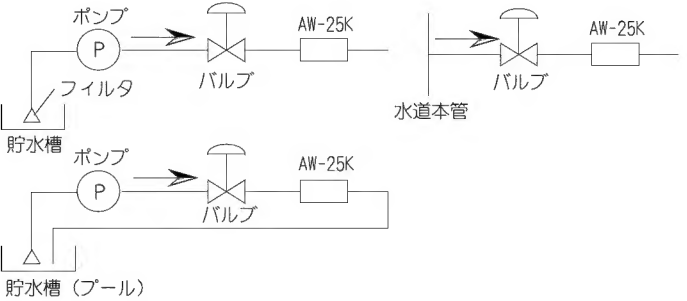 ポンプ
P
AW-25K
バルブ
フィルタ
貯水槽
AW-25K
バルブ
水道本管
ポンプ
P
AW-25K
バルブ
貯水槽（プール）